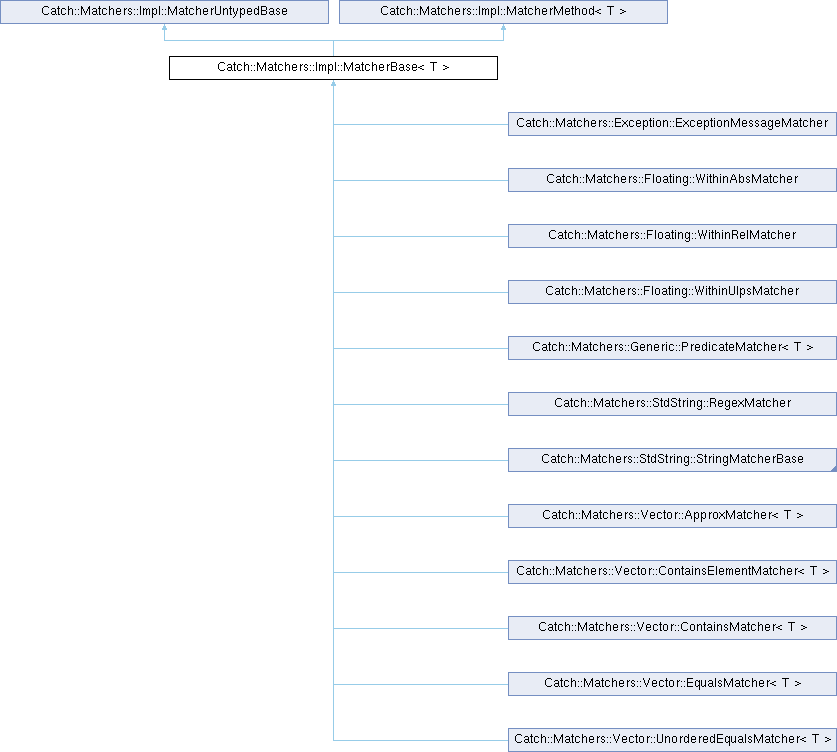 Catch::Matchers::Impl::MatcherUntypedBase
Catch::Matchers::Impl::MatcherMethod< T >
Catch::Matchers::Impl::MatcherBase< T >
Catch::Matchers::Exception::ExceptionMessageMatcher
Catch::Matchers::Floating::WithinAbsMatcher
Catch::Matchers::Floating::WithinRelMatcher
Catch::Matchers::Floating::WithinUlpsMatcher
Catch::Matchers::Generic::PredicateMatcher< T >
Catch::Matchers::StdString::RegexMatcher
Catch::Matchers::StdString::StringMatcherBase
Catch::Matchers::Vector::ApproxMatcher< T >
Catch::Matchers::Vector::ContainsElementMatcher< T >
Catch::Matchers::Vector::ContainsMatcher< T >
Catch::Matchers::Vector::EqualsMatcher< T >
Catch::Matchers::Vector::UnorderedEqualsMatcher< T >